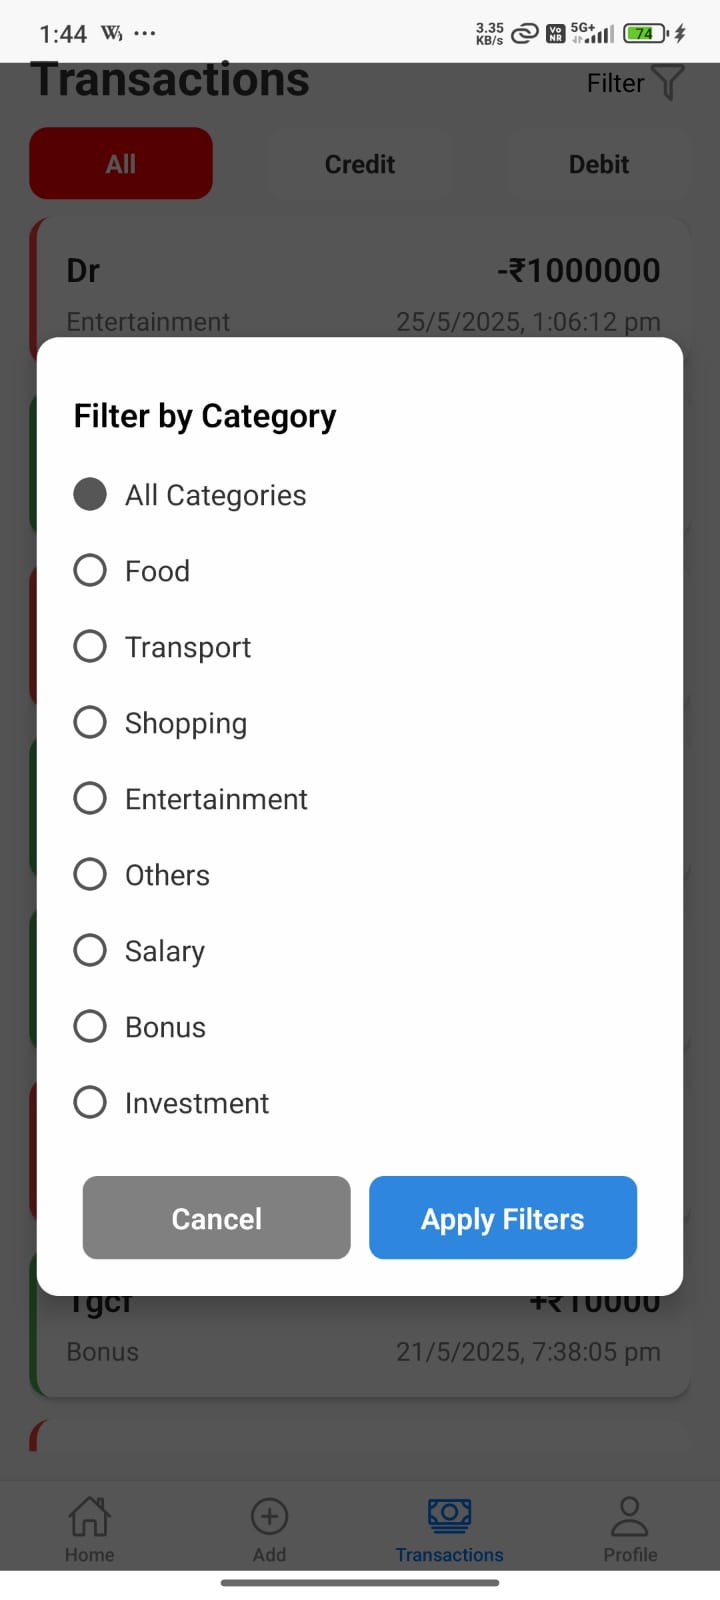 1:44 W ... 3.35 KB/s Vo NR 5G+ 74
Transactions Filter
All Credit Debit
Dr -₹1000000
Entertainment 25/5/2025, 1:06:12 pm
Filter by Category
All Categories
Food
Transport
Shopping
Entertainment
Others
Salary
Bonus
Investment
Cancel Apply Filters
Tgcf +₹10000
Bonus 21/5/2025, 7:38:05 pm
Home Add Transactions Profile